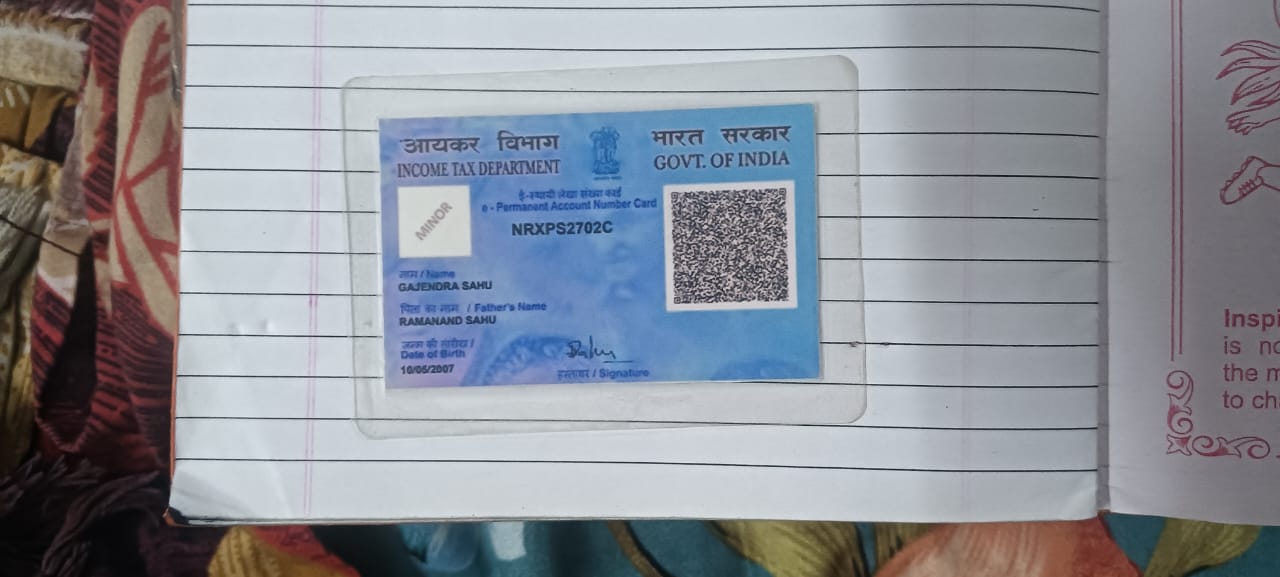 आयकर विभाग
INCOME TAX DEPARTMENT
भारत सरकार
GOVT. OF INDIA
ई-स्थायी लेखा संख्या कार्ड
e - Permanent Account Number Card
NRXPS2702C
MINOR
नाम / Name
GAJENDRA SAHU
पिता का नाम / Father's Name
RAMANAND SAHU
जन्म की तारीख /
Date of Birth
10/05/2007
हस्ताक्षर / Signature
Inspi
is no
the m
to ch